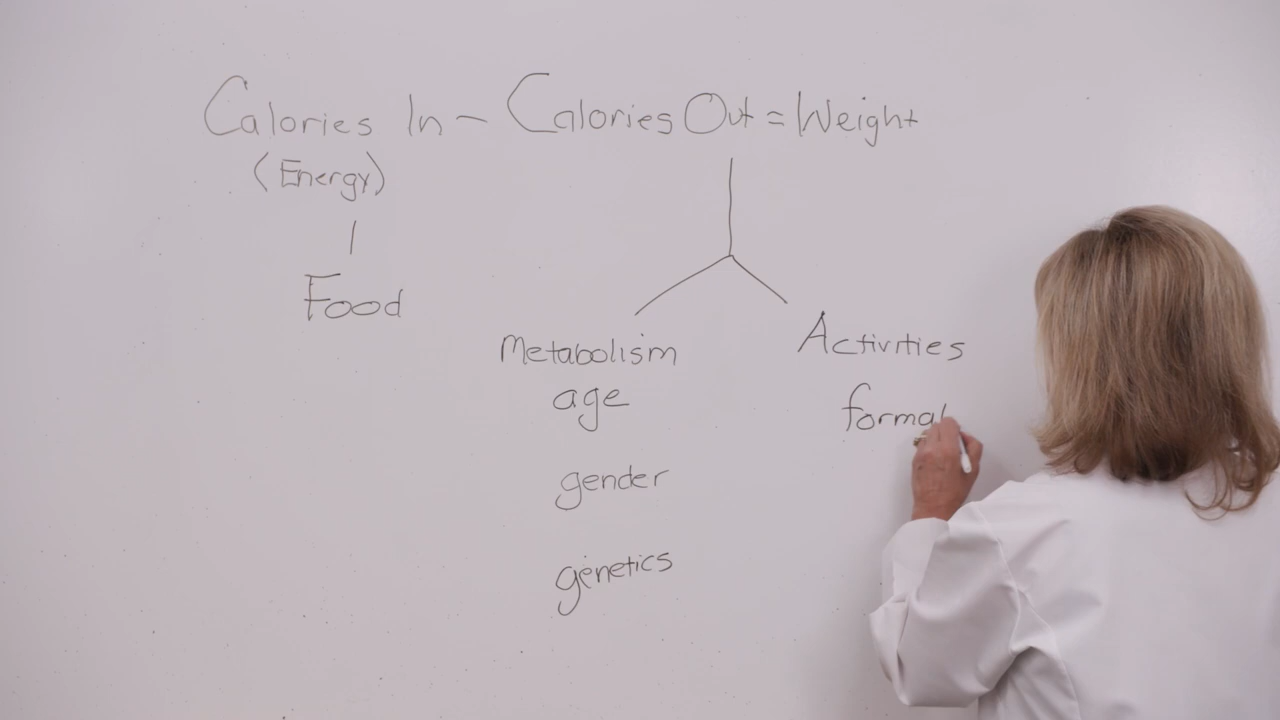 Calories In - Calories Out = Weight
(Energy)
Food
Metabolism
age
gender
genetics
Activities
formal